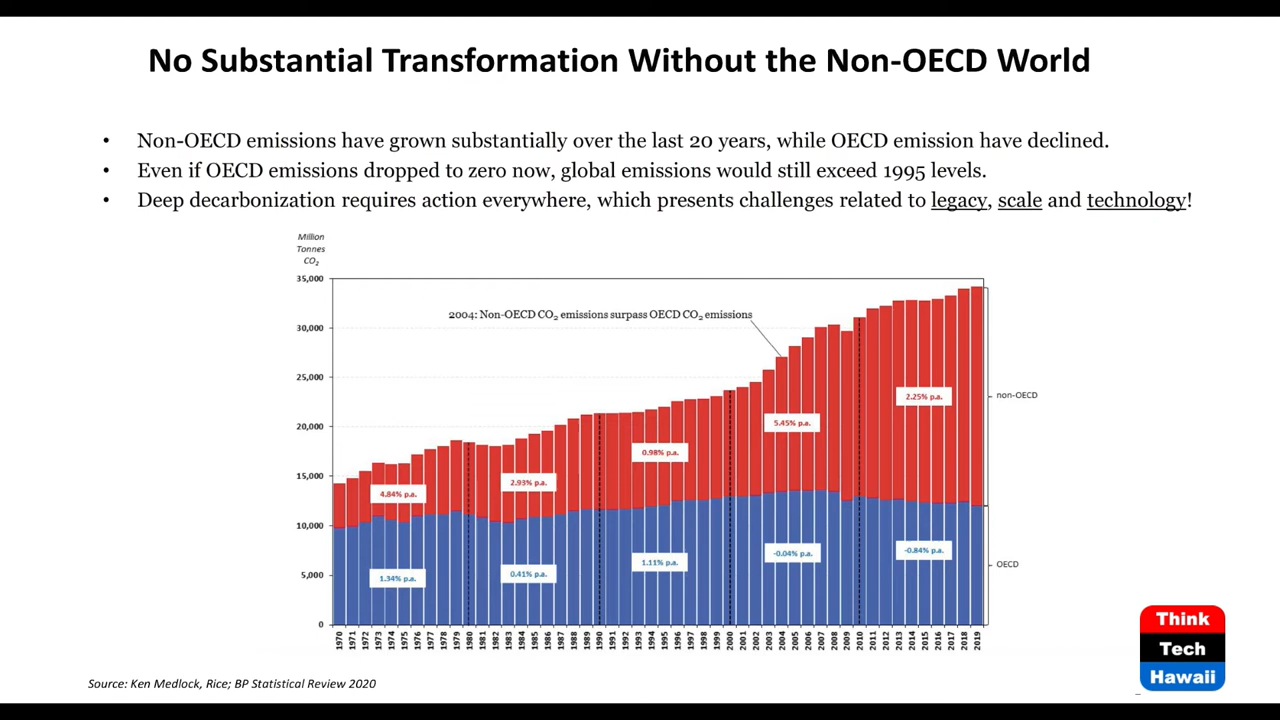 No Substantial Transformation Without the Non-OECD World
• Non-OECD emissions have grown substantially over the last 20 years, while OECD emission have declined.
• Even if OECD emissions dropped to zero now, global emissions would still exceed 1995 levels.
• Deep decarbonization requires action everywhere, which presents challenges related to legacy, scale and technology!
Million
Tonnes
CO₂
35,000
30,000
25,000
20,000
15,000
10,000
5,000
0
2004: Non-OECD CO₂ emissions surpass OECD CO₂ emissions
4.84% p.a.
2.93% p.a.
0.98% p.a.
5.45% p.a.
2.25% p.a.
1.34% p.a.
0.41% p.a.
1.11% p.a.
-0.04% p.a.
-0.84% p.a.
non-OECD
OECD
1970 1971 1972 1973 1974 1975 1976 1977 1978 1979 1980 1981 1982 1983 1984 1985 1986 1987 1988 1989 1990 1991 1992 1993 1994 1995 1996 1997 1998 1999 2000 2001 2002 2003 2004 2005 2006 2007 2008 2009 2010 2011 2012 2013 2014 2015 2016 2017 2018 2019
Think
Tech
Hawaii
Source: Ken Medlock, Rice; BP Statistical Review 2020